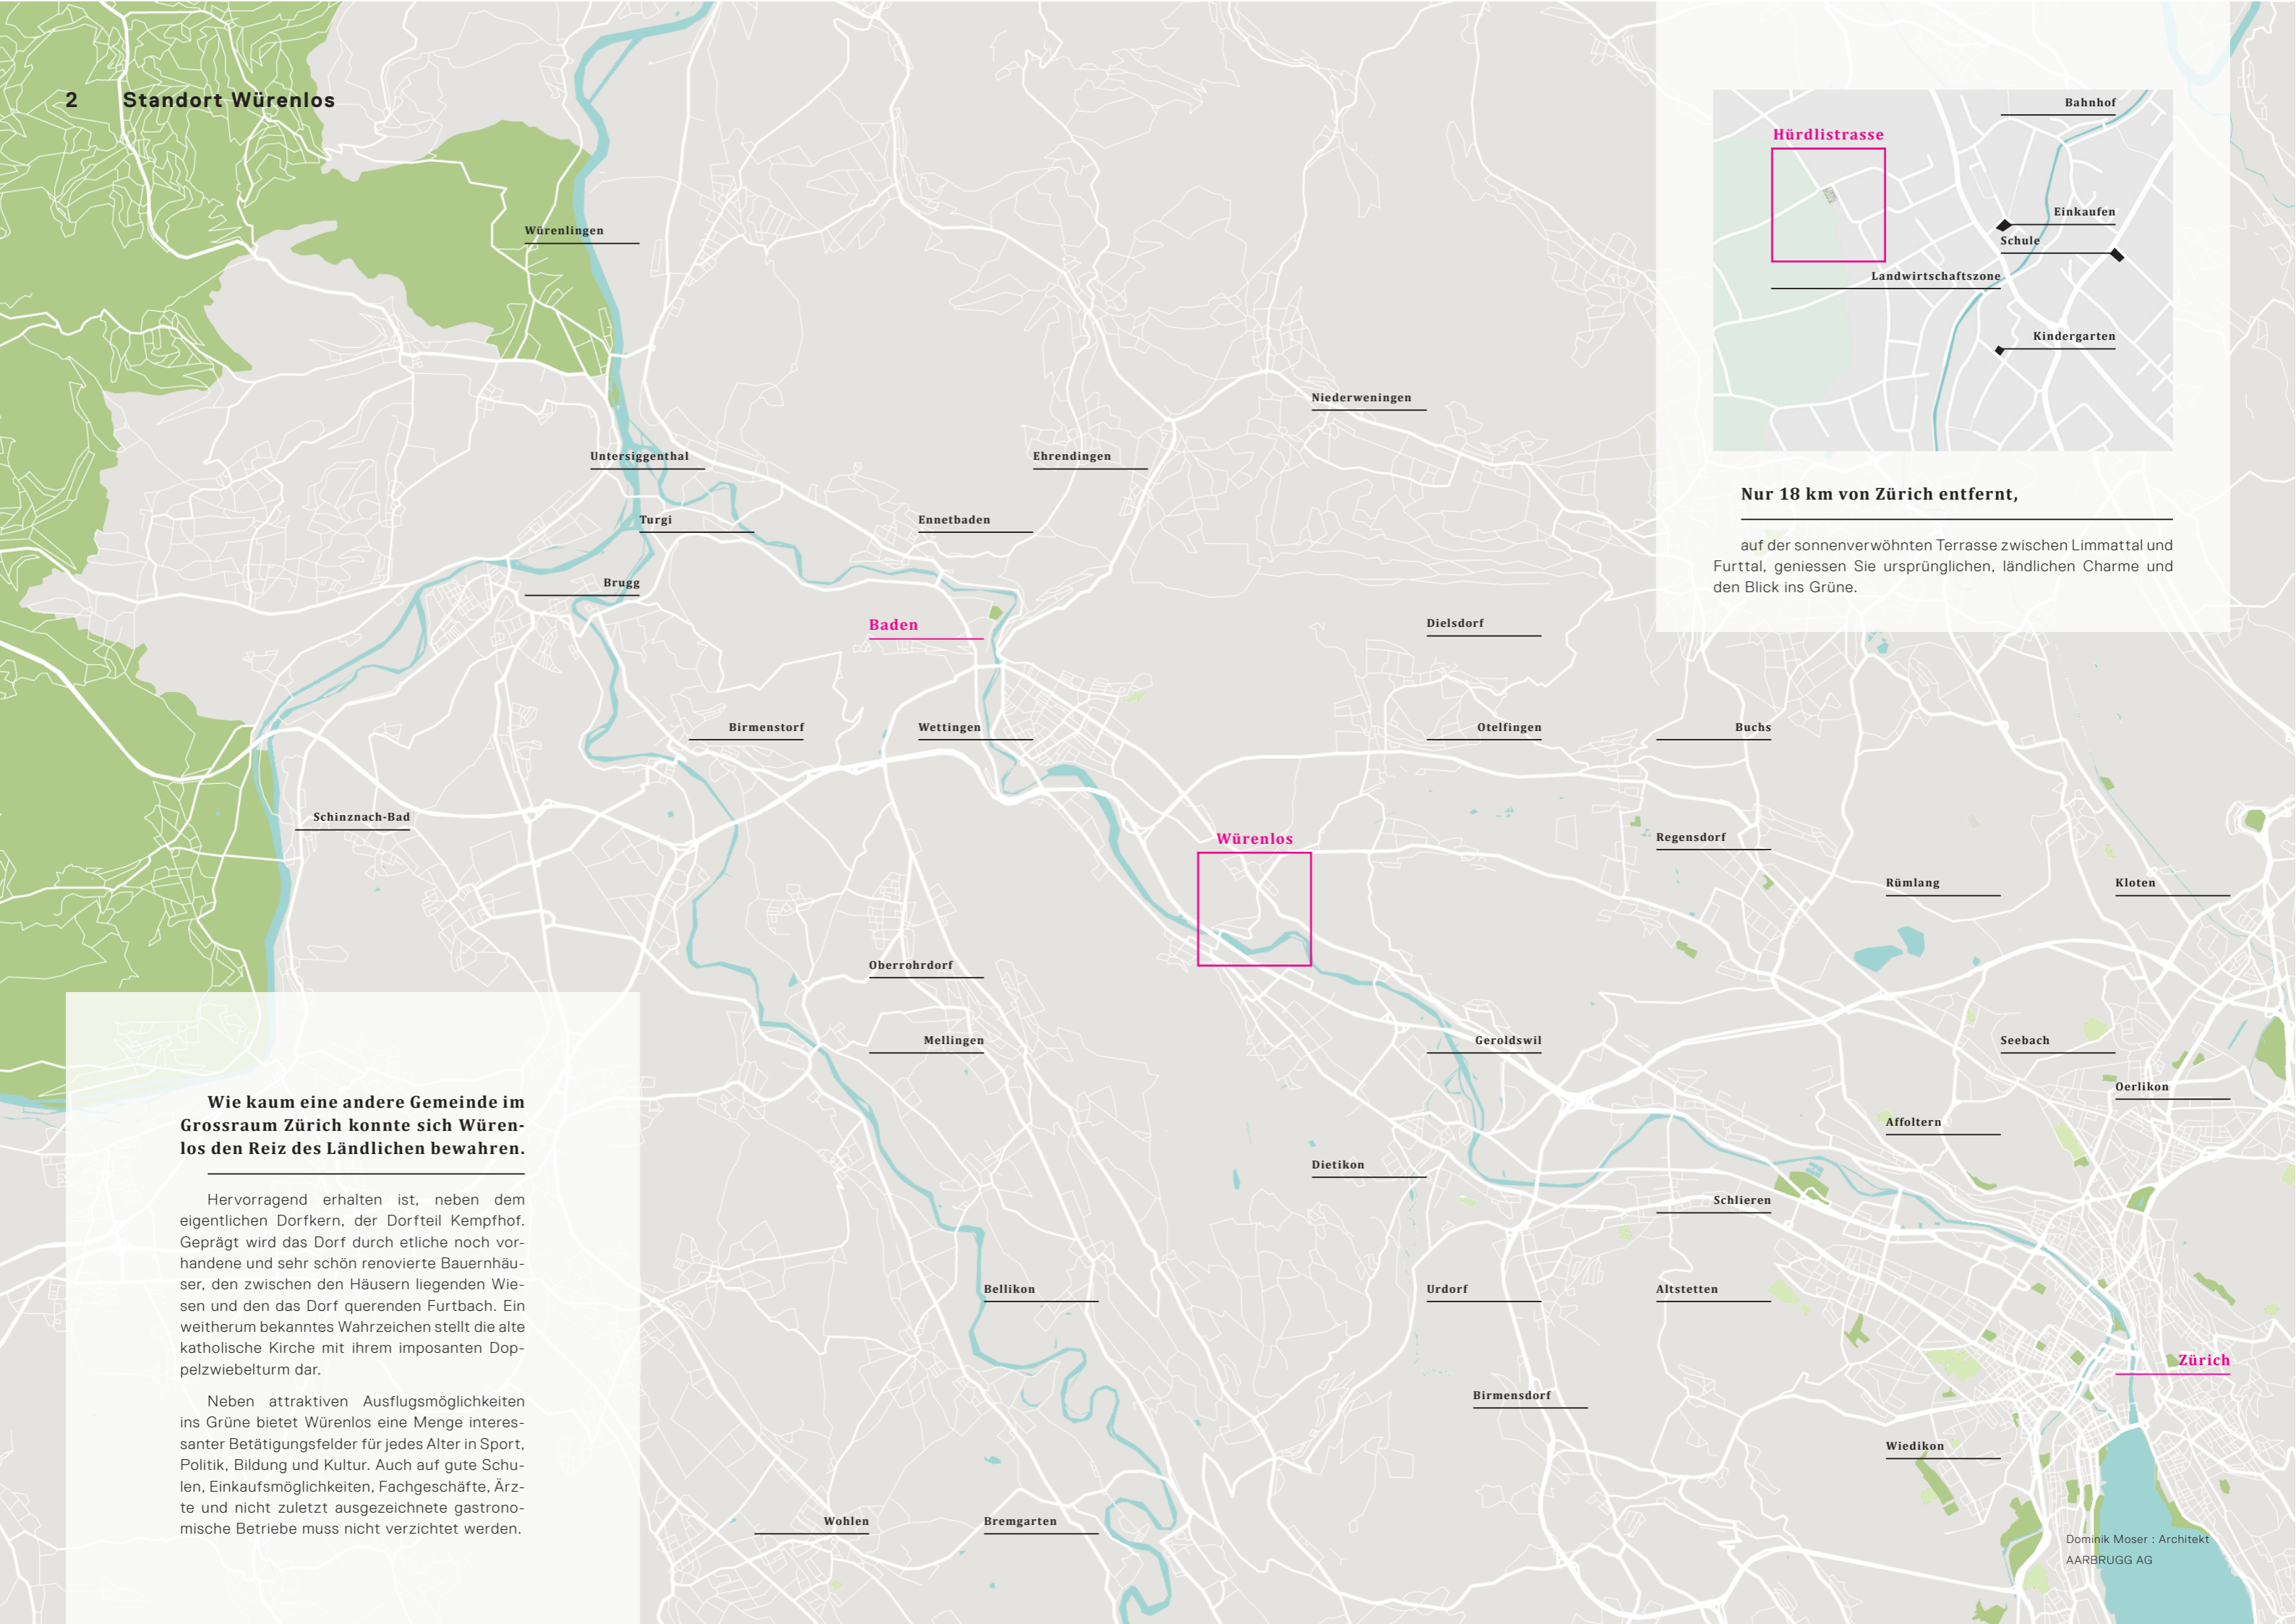 2 Standort Würenlos
Bahnhof
Hürdlistrasse
Einkaufen
Schule
Landwirtschaftszone
Kindergarten
Nur 18 km von Zürich entfernt,
auf der sonnenverwöhnten Terrasse zwischen Limmattal und
Furttal, geniessen Sie ursprünglichen, ländlichen Charme und
den Blick ins Grüne.
Würenlingen
Niederweningen
Untersiggenthal
Ehrendingen
Turgi
Ennetbaden
Brugg
Baden
Dielsdorf
Birmenstorf
Wettingen
Otelfingen
Buchs
Schinznach-Bad
Würenlos
Regensdorf
Rümlang
Kloten
Oberrohrdorf
Mellingen
Geroldswil
Seebach
Oerlikon
Affoltern
Dietikon
Schlieren
Bellikon
Urdorf
Altstetten
Zürich
Birmensdorf
Wiedikon
Wohlen
Bremgarten
Wie kaum eine andere Gemeinde im
Grossraum Zürich konnte sich Würen-
los den Reiz des Ländlichen bewahren.
Hervorragend erhalten ist, neben dem
eigentlichen Dorfkern, der Dorfteil Kempfhof.
Geprägt wird das Dorf durch etliche noch vor-
handene und sehr schön renovierte Bauernhäu-
ser, den zwischen den Häusern liegenden Wie-
sen und den das Dorf querenden Furtbach. Ein
weitherum bekanntes Wahrzeichen stellt die alte
katholische Kirche mit ihrem imposanten Dop-
pelzwiebelturm dar.
Neben attraktiven Ausflugsmöglichkeiten
ins Grüne bietet Würenlos eine Menge interes-
santer Betätigungsfelder für jedes Alter in Sport,
Politik, Bildung und Kultur. Auch auf gute Schu-
len, Einkaufsmöglichkeiten, Fachgeschäfte, Ärz-
te und nicht zuletzt ausgezeichnete gastrono-
mische Betriebe muss nicht verzichtet werden.
Dominik Moser : Architekt
AARBRUGG AG